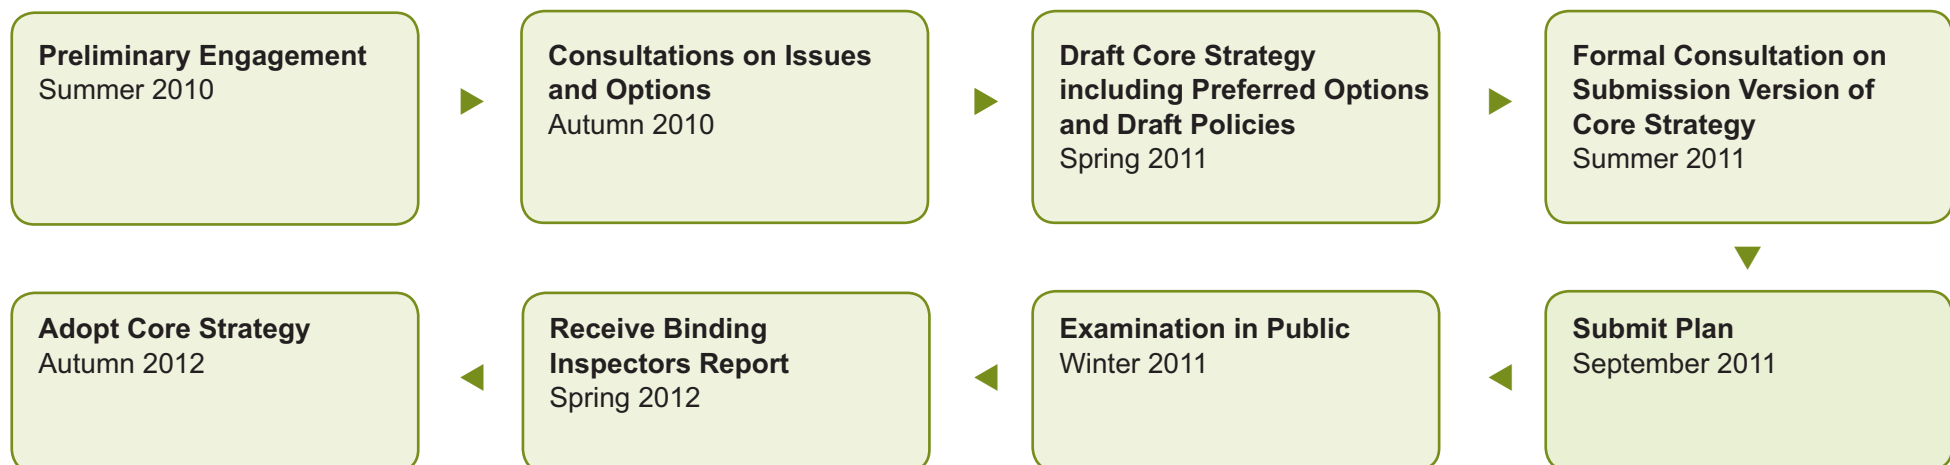 Preliminary Engagement
Summer 2010
Consultations on Issues
and Options
Autumn 2010
Draft Core Strategy
including Preferred Options
and Draft Policies
Spring 2011
Formal Consultation on
Submission Version of
Core Strategy
Summer 2011
Submit Plan
September 2011
Examination in Public
Winter 2011
Receive Binding
Inspectors Report
Spring 2012
Adopt Core Strategy
Autumn 2012